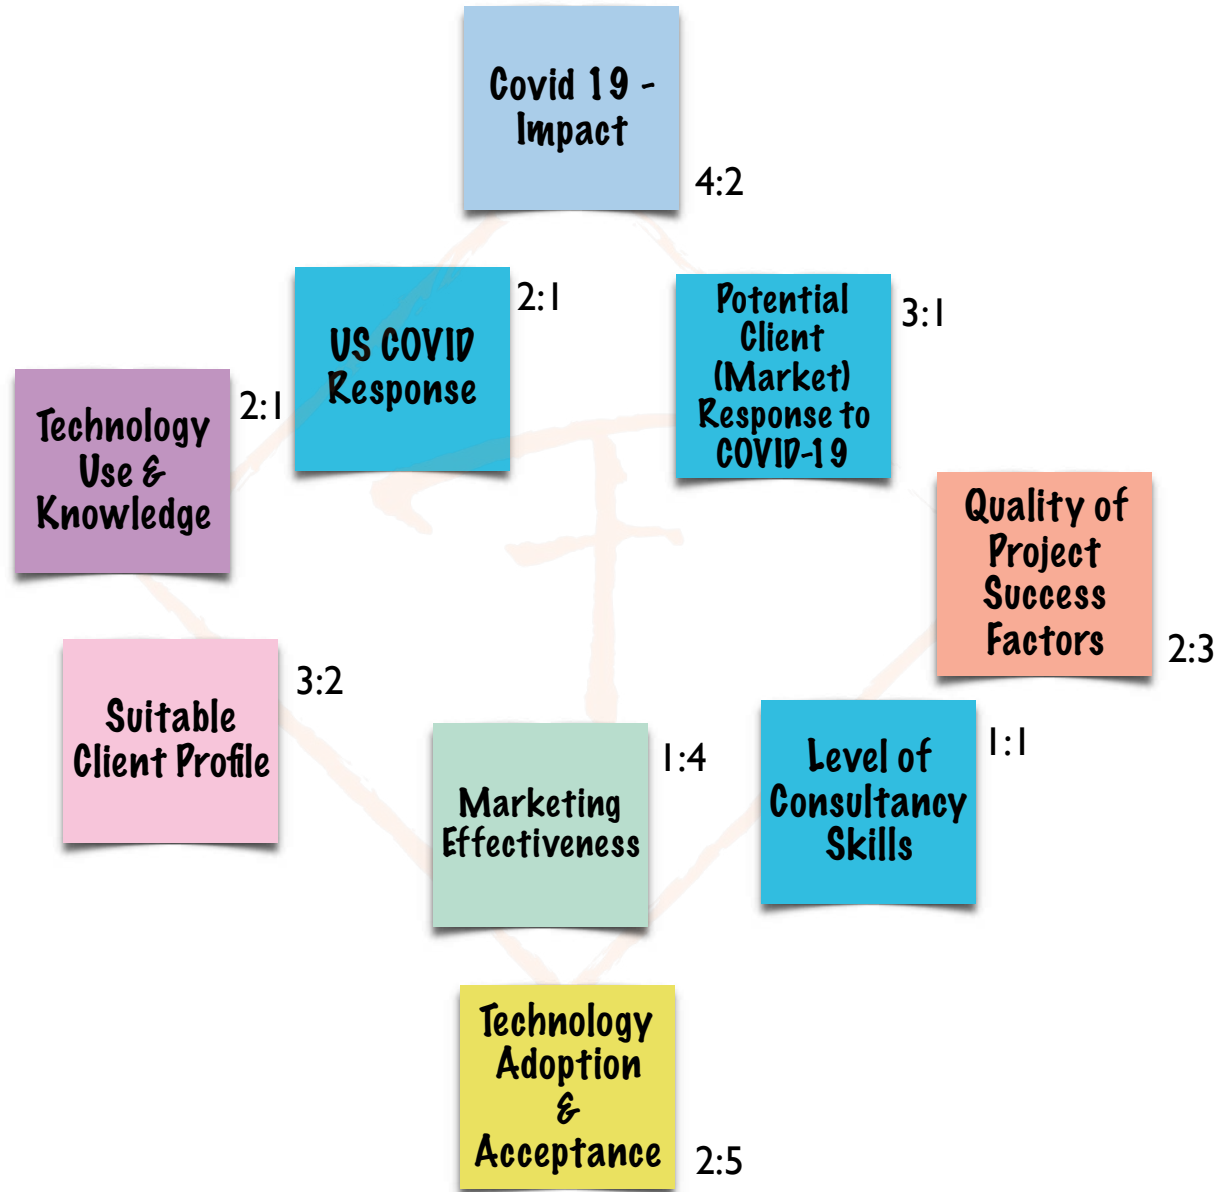 Covid 19 -
Impact
4:2
US COVID
Response
2:1
Potential
Client
(Market)
Response to
COVID-19
3:1
Technology
Use &
Knowledge
2:1
Quality of
Project
Success
Factors
2:3
Suitable
Client Profile
3:2
Marketing
Effectiveness
1:4
Level of
Consultancy
Skills
1:1
Technology
Adoption
&
Acceptance
2:5